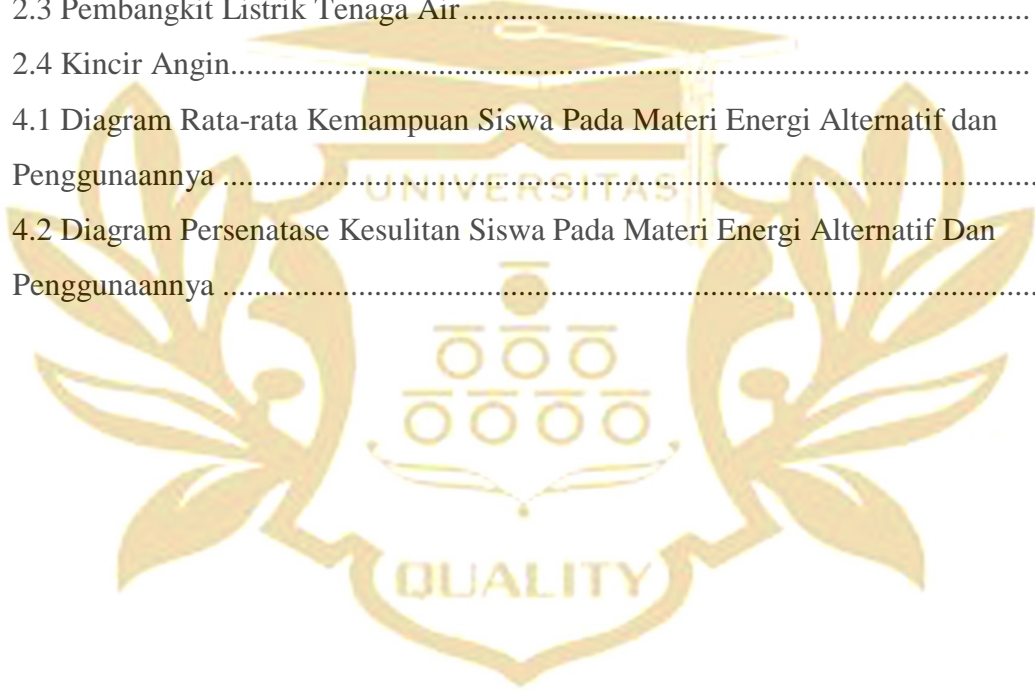 2.3 Pembangkit Listrik Tenaga Air
2.4 Kincir Angin
4.1 Diagram Rata-rata Kemampuan Siswa Pada Materi Energi Alternatif dan
Penggunaannya
UNIVERSITAS
4.2 Diagram Persenatase Kesulitan Siswa Pada Materi Energi Alternatif Dan
Penggunaannya
QUALITY